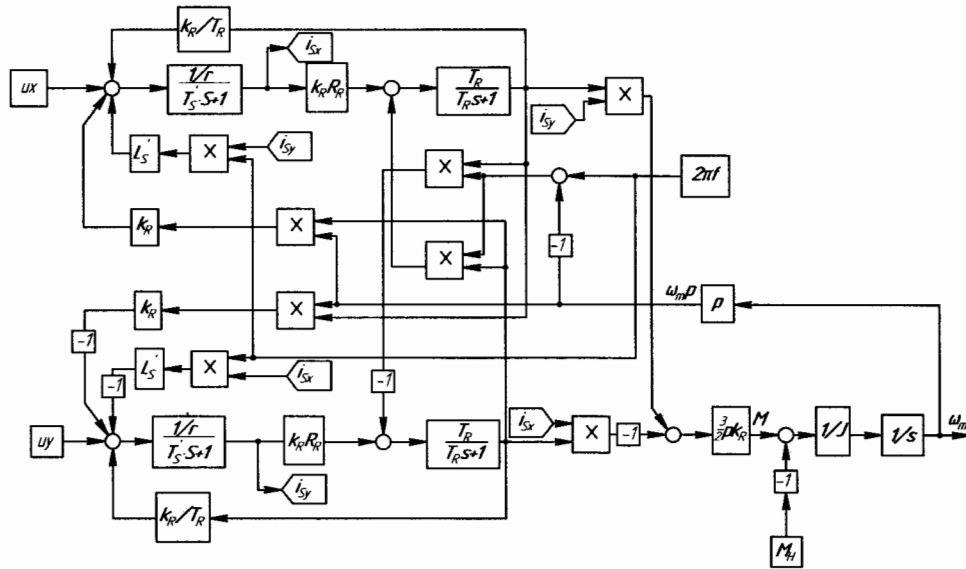 k_R/T_R
i_Sx
ux
1/r
T_S'·S+1
k_R R_R
T_R
T_R s+1
X
i_Sy
L_S'
X
i_Sy
X
2πf
k_R
X
X
-1
k_R
X
ω_m p
p
-1
L_S'
X
i_Sx
-1
-1
uy
1/r
T_S'·S+1
k_R R_R
T_R
T_R s+1
i_Sx
X
-1
3/2 pk_R
M
1/J
1/s
ω_m
i_Sy
k_R/T_R
-1
M_H